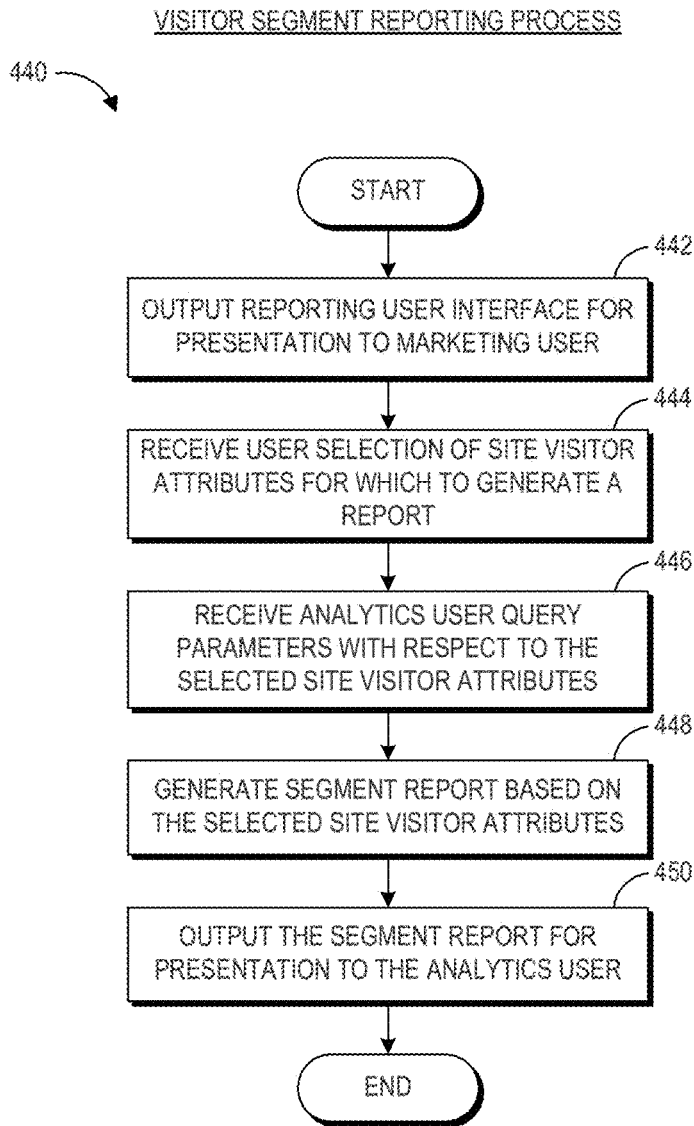 VISITOR SEGMENT REPORTING PROCESS
440
START
442
OUTPUT REPORTING USER INTERFACE FOR
PRESENTATION TO MARKETING USER
444
RECEIVE USER SELECTION OF SITE VISITOR
ATTRIBUTES FOR WHICH TO GENERATE A
REPORT
446
RECEIVE ANALYTICS USER QUERY
PARAMETERS WITH RESPECT TO THE
SELECTED SITE VISITOR ATTRIBUTES
448
GENERATE SEGMENT REPORT BASED ON
THE SELECTED SITE VISITOR ATTRIBUTES
450
OUTPUT THE SEGMENT REPORT FOR
PRESENTATION TO THE ANALYTICS USER
END